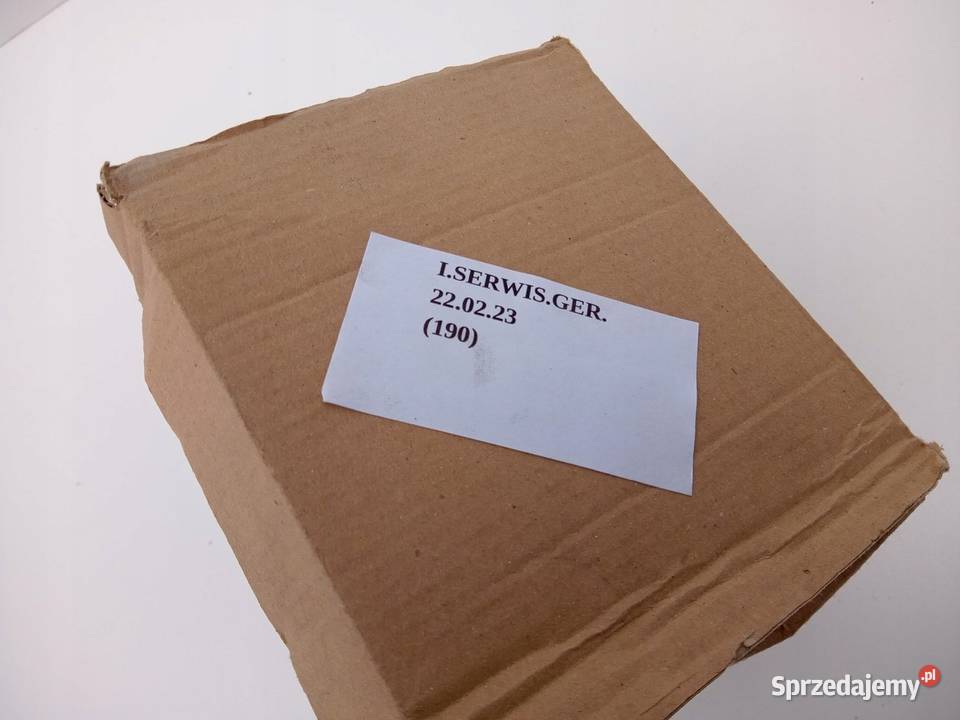 I.SERWIS.GER.
22.02.23
(190)
Sprzedajemy.pl